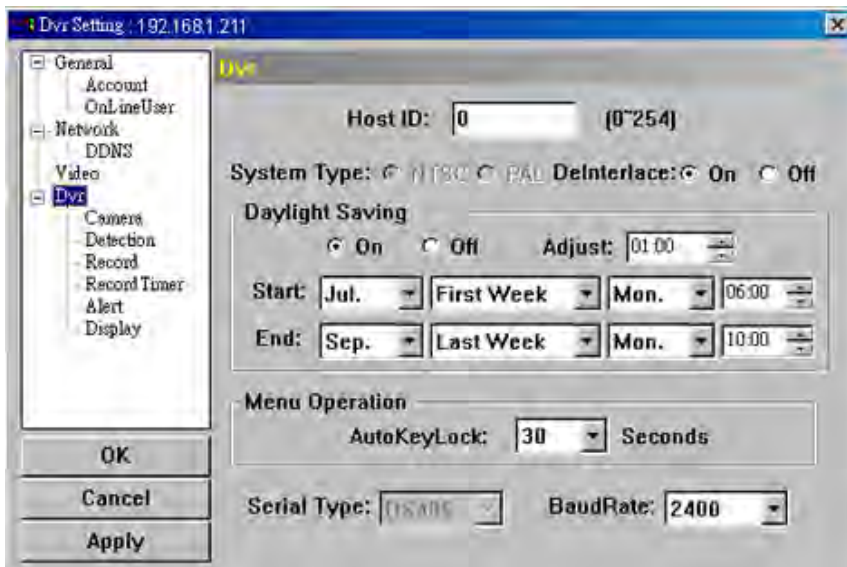 Dvr Setting : 192.168.1.211
General
Account
OnLineUser
Network
DDNS
Video
Dvr
Camera
Detection
Record
Record Timer
Alert
Display
OK
Cancel
Apply
Dvr
Host ID: 0 (0~254)
System Type: NTSC PAL DeInterlace: On Off
Daylight Saving
On Off Adjust: 01:00
Start: Jul. First Week Mon. 06:00
End: Sep. Last Week Mon. 10:00
Menu Operation
AutoKeyLock: 30 Seconds
Serial Type: BaudRate: 2400